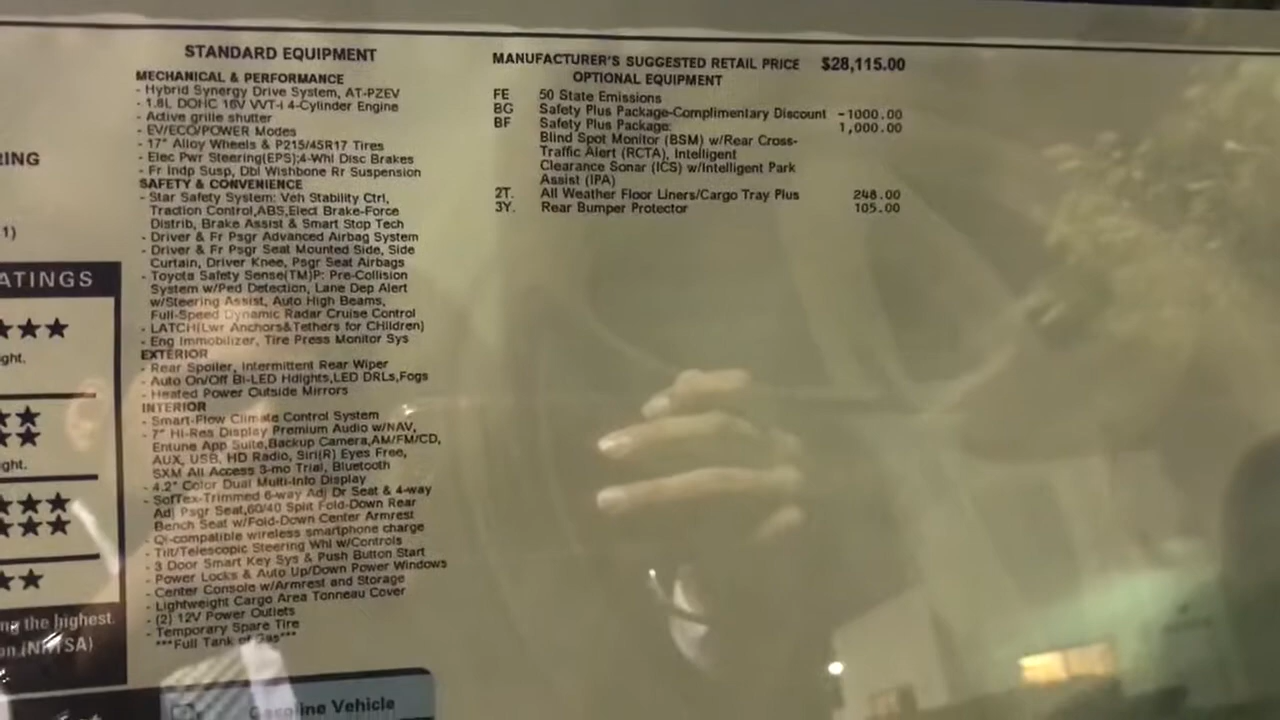 STANDARD EQUIPMENT
MECHANICAL & PERFORMANCE
- Hybrid Synergy Drive System, AT-PZEV
- 1.8L DOHC 16V VVT-i 4-Cylinder Engine
- Active grille shutter
- EV/ECO/POWER Modes
- 17" Alloy Wheels & P215/45R17 Tires
- Elec Pwr Steering(EPS);4-Whl Disc Brakes
- Fr Indp Susp, Dbl Wishbone Rr Suspension
SAFETY & CONVENIENCE
- Star Safety System: Veh Stability Ctrl,
Traction Control,ABS,Elect Brake-Force
Distrib, Brake Assist & Smart Stop Tech
- Driver & Fr Psgr Advanced Airbag System
- Driver & Fr Psgr Seat Mounted Side, Side
Curtain, Driver Knee, Psgr Seat Airbags
- Toyota Safety Sense(TM)P: Pre-Collision
System w/Ped Detection, Lane Dep Alert
w/Steering Assist, Auto High Beams,
Full-Speed Dynamic Radar Cruise Control
- LATCH(Lwr Anchors&Tethers for CHildren)
- Eng Immobilizer, Tire Press Monitor Sys
EXTERIOR
- Rear Spoiler, Intermittent Rear Wiper
- Auto On/Off Bi-LED Hdlghts,LED DRLs,Fogs
- Heated Power Outside Mirrors
INTERIOR
- Smart-Flow Climate Control System
- 7" Hi-Res Display Premium Audio w/NAV,
Entune App Suite,Backup Camera,AM/FM/CD,
AUX, USB, HD Radio, Siri(R) Eyes Free,
SXM All Access 3-mo Trial, Bluetooth
- 4.2" Color Dual Multi-Info Display
- SofTex-Trimmed 6-way Adj Dr Seat & 4-way
Adj Psgr Seat,60/40 Split Fold-Down Rear
Bench Seat w/Fold-Down Center Armrest
- Qi-compatible wireless smartphone charge
- Tilt/Telescopic Steering Whl w/Controls
- 3 Door Smart Key Sys & Push Button Start
- Power Locks & Auto Up/Down Power Windows
- Center Console w/Armrest and Storage
- Lightweight Cargo Area Tonneau Cover
- (2) 12V Power Outlets
- Temporary Spare Tire
***Full Tank of Gas***
MANUFACTURER'S SUGGESTED RETAIL PRICE $28,115.00
OPTIONAL EQUIPMENT
FE 50 State Emissions
BG Safety Plus Package-Complimentary Discount -1000.00
BF Safety Plus Package: 1,000.00
Blind Spot Monitor (BSM) w/Rear Cross-
Traffic Alert (RCTA), Intelligent
Clearance Sonar (ICS) w/Intelligent Park
Assist (IPA)
2T. All Weather Floor Liners/Cargo Tray Plus 248.00
3Y. Rear Bumper Protector 105.00
RING
1)
ATINGS
★★★
ght.
★★
★★
ght.
★★★
★★★
★★
ng the highest.
on.(NHTSA)
Gasoline Vehicle